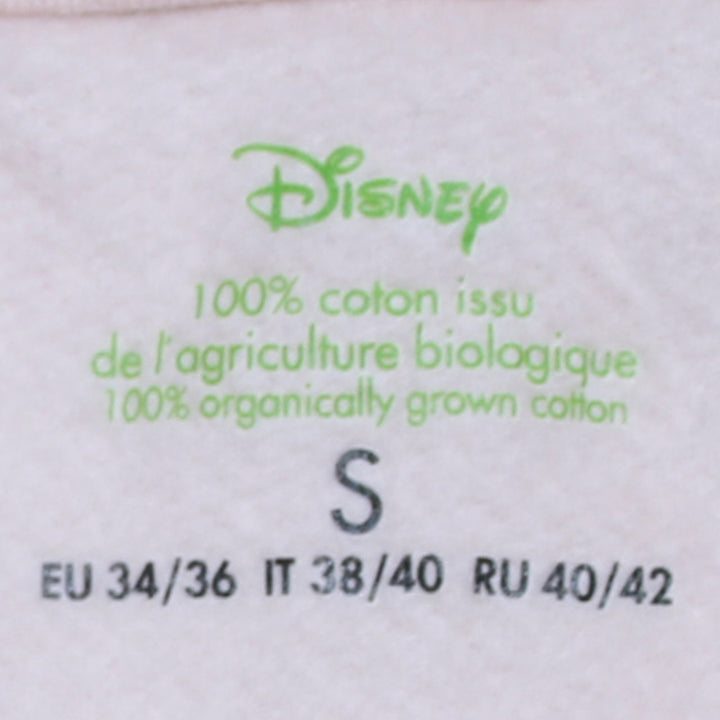 Disney
100% coton issu
de l'agriculture biologique
100% organically grown cotton
S
EU 34/36 IT 38/40 RU 40/42